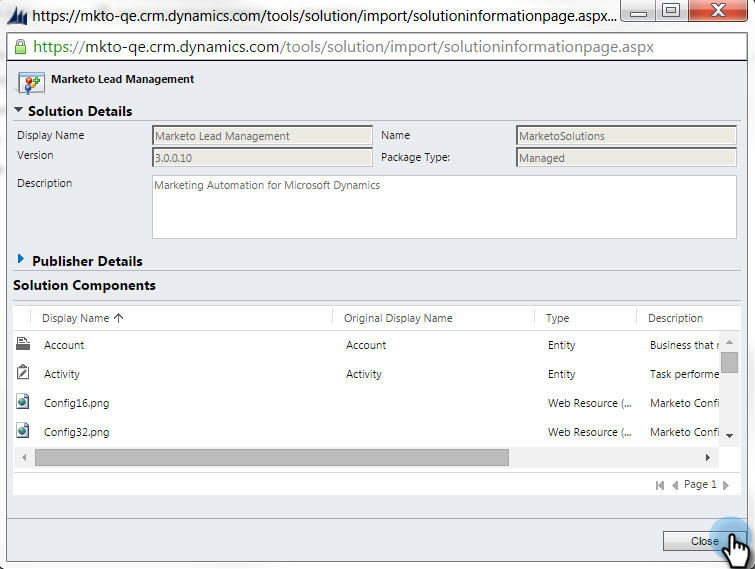 https://mkto-qe.crm.dynamics.com/tools/solution/import/solutioninformationpage.aspx...
https://mkto-qe.crm.dynamics.com/tools/solution/import/solutioninformationpage.aspx
Marketo Lead Management
Solution Details
Display Name Marketo Lead Management Name MarketoSolutions
Version 3.0.0.10 Package Type: Managed
Description Marketing Automation for Microsoft Dynamics
Publisher Details
Solution Components
Display Name Original Display Name Type Description
Account Account Entity Business that
Activity Activity Entity Task performe
Config16.png Web Resource (... Marketo Confi
Config32.png Web Resource (... Marketo Confi
Page 1
Close